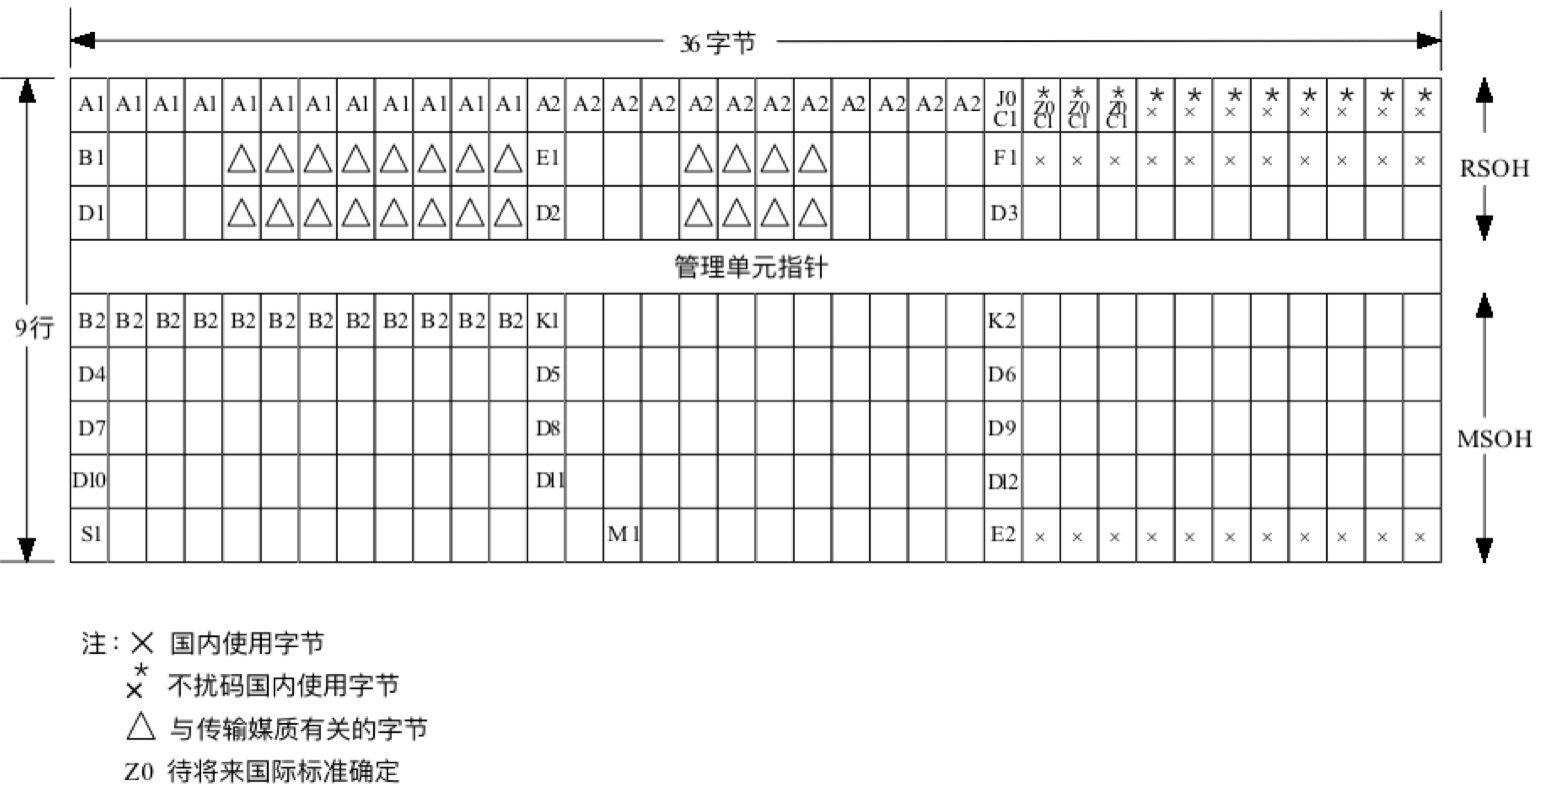 36 字节
A1 A1 A1 A1 A1 A1 A1 A1 A1 A1 A1 A1 A2 A2 A2 A2 A2 A2 A2 A2 A2 A2 A2 A2 J0 C1 * Z0 C1 * Z0 C1 * Z0 C1 * × * × * × * × * × * × * × * ×
B1 △ △ △ △ △ △ △ △ E1 △ △ △ △ F1 × × × × × × × × × × ×
RSOH
D1 △ △ △ △ △ △ △ △ D2 △ △ △ △ D3
管理单元指针
9行
B2 B2 B2 B2 B2 B2 B2 B2 B2 B2 B2 B2 K1 K2
D4 D5 D6
D7 D8 D9
MSOH
D10 D11 D12
S1 M1 E2 × × × × × × × × × × ×
注：× 国内使用字节
* × 不扰码国内使用字节
△ 与传输媒质有关的字节
Z0 待将来国际标准确定